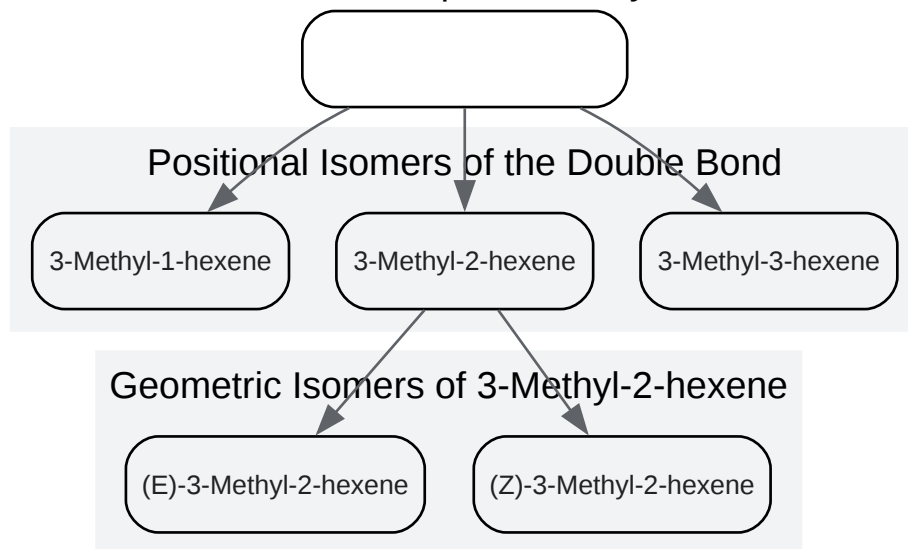 Positional Isomers of the Double Bond
3-Methyl-1-hexene
3-Methyl-2-hexene
3-Methyl-3-hexene
Geometric Isomers of 3-Methyl-2-hexene
(E)-3-Methyl-2-hexene
(Z)-3-Methyl-2-hexene